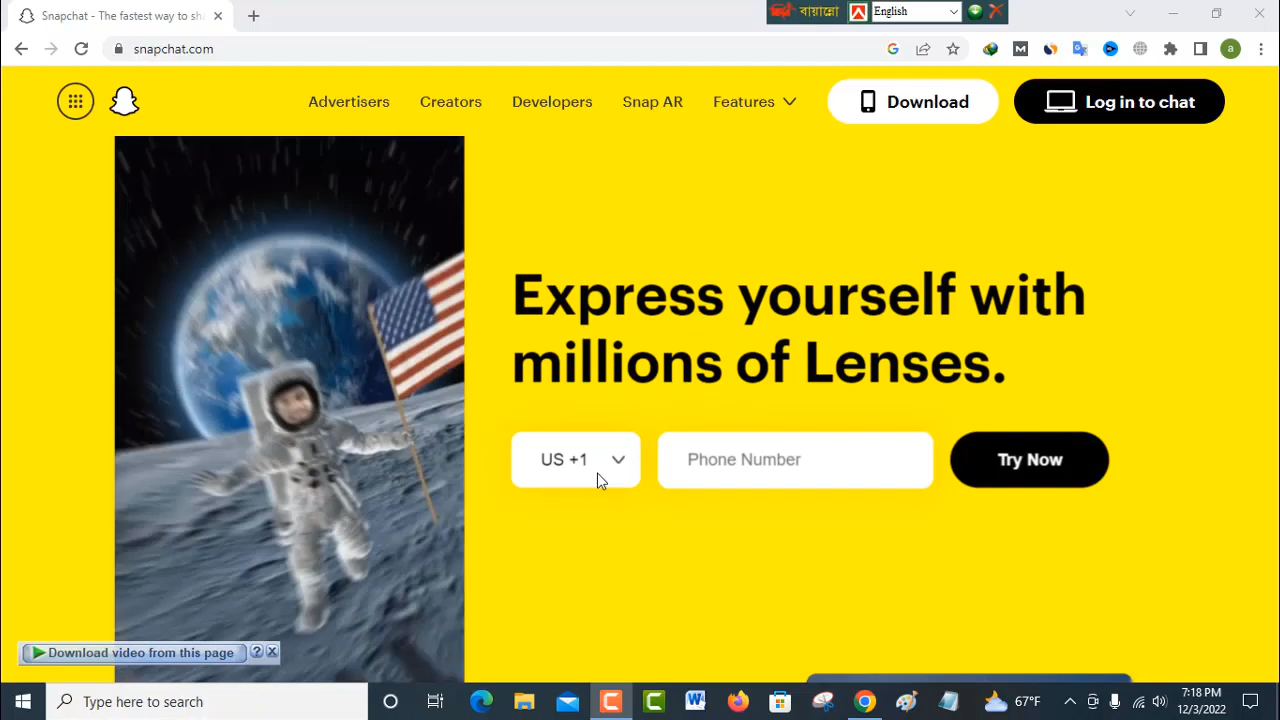 Snapchat - The fastest way to sh
বায়ান্নো
English
snapchat.com
a
Advertisers
Creators
Developers
Snap AR
Features
Download
Log in to chat
Express yourself with
millions of Lenses.
US +1
Phone Number
Try Now
Download video from this page
?
Type here to search
67°F
7:18 PM
12/3/2022